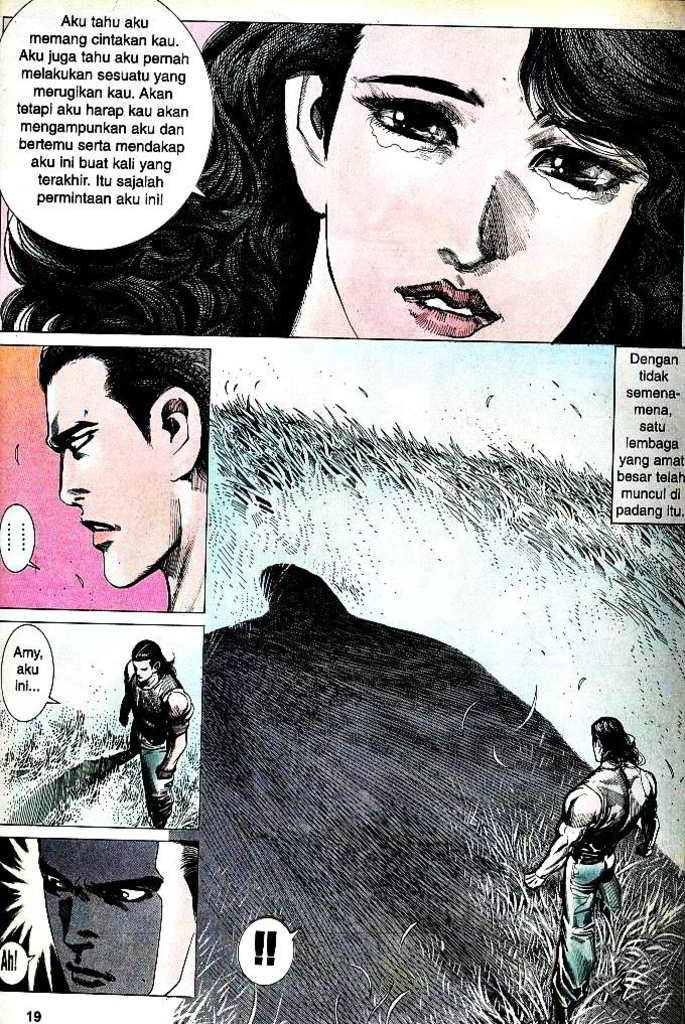 Aku tahu aku
memang cintakan kau.
Aku juga tahu aku pernah
melakukan sesuatu yang
merugikan kau. Akan
tetapi aku harap kau akan
mengampunkan aku dan
bertemu serta mendakap
aku ini buat kali yang
terakhir. Itu sajalah
permintaan aku ini!
Dengan
tidak
semena-
mena,
satu
lembaga
yang amat
besar telah
muncul di
padang itu.
......
Amy,
aku
ini...
Ah!
!!
19